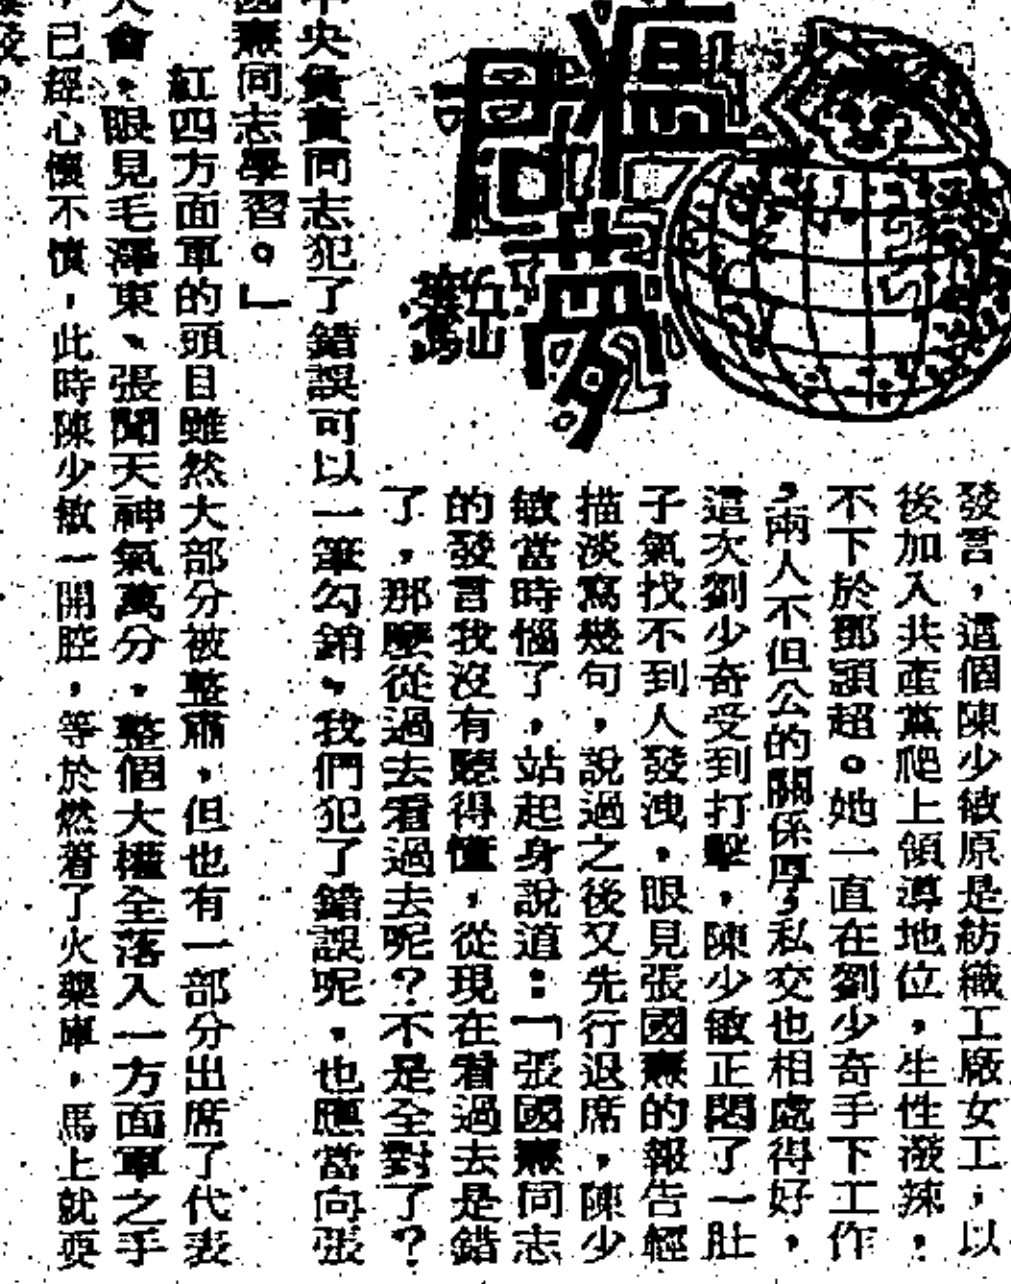 瘟君夢
岳騫
發言，這個陳少敏原是紡織工廠女工，以
後加入共產黨爬上領導地位，生性潑辣，
不下於鄧頴超。她一直在劉少奇手下工作
，兩人不但公的關係厚，私交也相處得好，
這次劉少奇受到打擊，陳少敏正悶了一肚
子氣找不到人發洩，眼見張國燾的報告輕
描淡寫幾句，說過之後又先行退席，陳少
敏當時惱了，站起身說道：「張國燾同志
的發言我沒有聽得懂，從現在看過去是錯
了，那麼從過去看過去呢？不是全對了？
中央負責同志犯了錯誤可以一筆勾銷，我們犯了錯誤呢，也應當向張
國燾同志學習。」
紅四方面軍的頭目雖然大部分被整肅，但也有一部分出席了代表
大會，眼見毛澤東、張聞天神氣萬分，整個大權全落入一方面軍之手
，已經心懷不憤，此時陳少敏一開腔，等於燃着了火藥庫，馬上就要